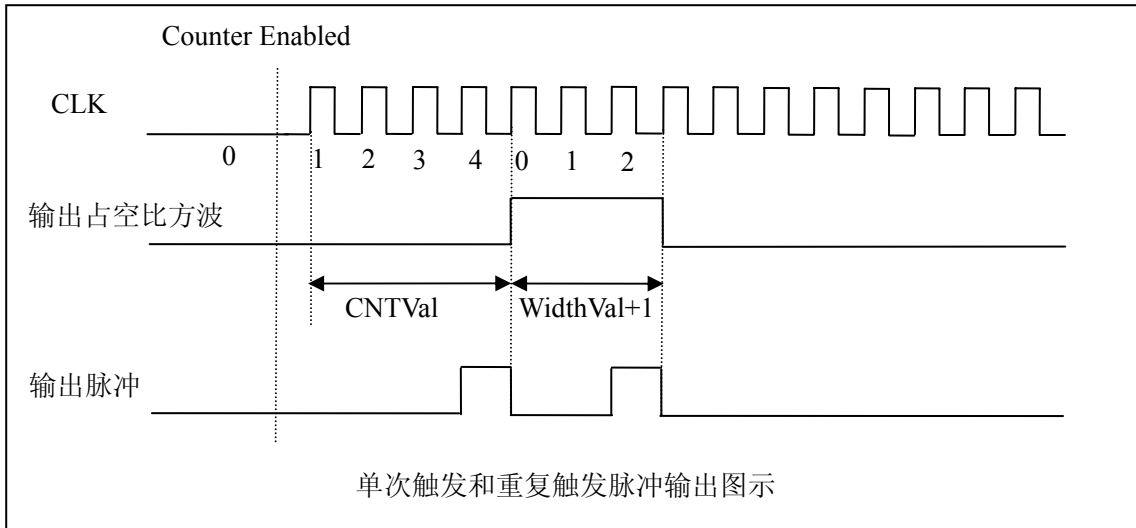 Counter Enabled
CLK
0 1 2 3 4 0 1 2
输出占空比方波
CNTVal WidthVal+1
输出脉冲
单次触发和重复触发脉冲输出图示